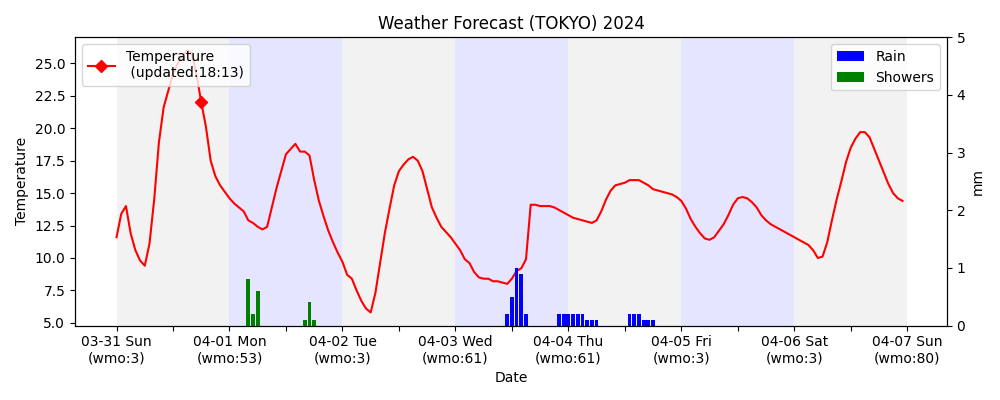 Weather Forecast (TOKYO) 2024
Temperature
(updated:18:13)
Rain
Showers
25.0
22.5
20.0
17.5
15.0
12.5
10.0
7.5
5.0
Temperature
5
4
3
2
1
0
mm
03-31 Sun 04-01 Mon 04-02 Tue 04-03 Wed 04-04 Thu 04-05 Fri 04-06 Sat 04-07 Sun
(wmo:3) (wmo:53) (wmo:3) (wmo:61) (wmo:61) (wmo:3) (wmo:3) (wmo:80)
Date